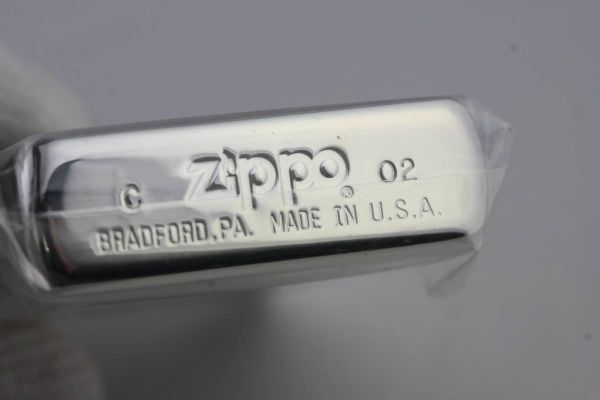 C Zippo® 02
BRADFORD, PA. MADE IN U.S.A.